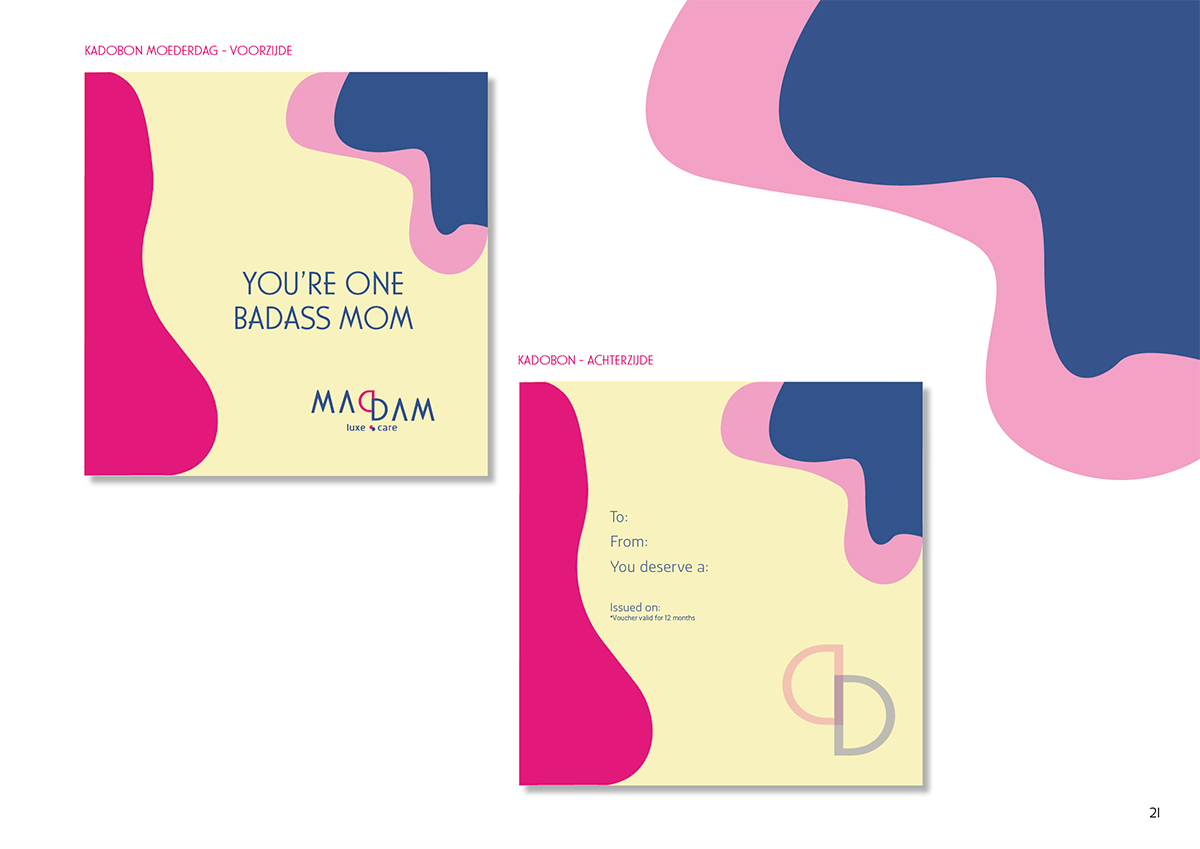 KADOBON MOEDERDAG - VOORZIJDE
YOU'RE ONE
BADASS MOM
MADDAM
luxe care
KADOBON - ACHTERZIJDE
To:
From:
You deserve a:
Issued on:
*Voucher valid for 12 months
DD
21